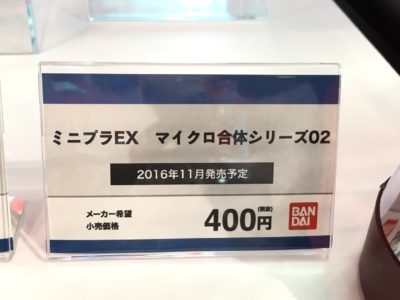 ミニプラEX マイクロ合体シリーズ02
2016年11月発売予定
メーカー希望
小売価格
400円
(税抜)
BAN
DAI